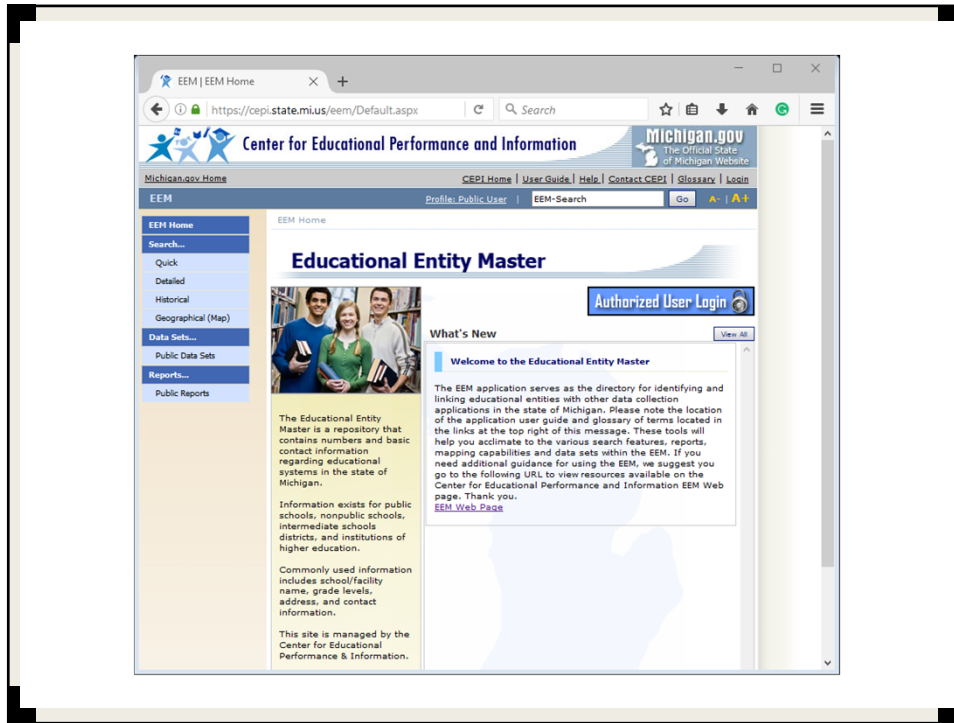 EEM | EEM Home
https://cepi.state.mi.us/eem/Default.aspx
Search
Center for Educational Performance and Information
Michigan.gov
The Official State
of Michigan Website
Michigan.gov Home
CEPI Home | User Guide | Help | Contact CEPI | Glossary | Login
EEM
Profile: Public User |
EEM-Search
Go
A- | A+
EEM Home
Search...
Quick
Detailed
Historical
Geographical (Map)
Data Sets...
Public Data Sets
Reports...
Public Reports
EEM Home
Educational Entity Master
Authorized User Login
The Educational Entity
Master is a repository that
contains numbers and basic
contact information
regarding educational
systems in the state of
Michigan.
Information exists for public
schools, nonpublic schools,
intermediate schools
districts, and institutions of
higher education.
Commonly used information
includes school/facility
name, grade levels,
address, and contact
information.
This site is managed by the
Center for Educational
Performance & Information.
What's New
View All
Welcome to the Educational Entity Master
The EEM application serves as the directory for identifying and
linking educational entities with other data collection
applications in the state of Michigan. Please note the location
of the application user guide and glossary of terms located in
the links at the top right of this message. These tools will
help you acclimate to the various search features, reports,
mapping capabilities and data sets within the EEM. If you
need additional guidance for using the EEM, we suggest you
go to the following URL to view resources available on the
Center for Educational Performance and Information EEM Web
page. Thank you.
EEM Web Page